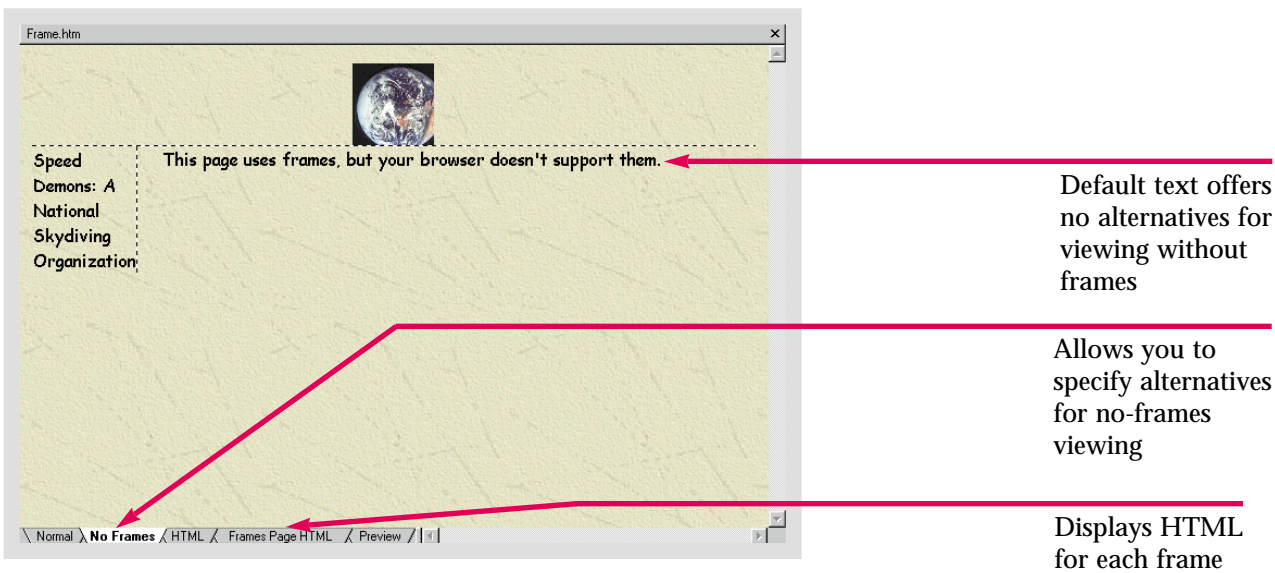 Frame.htm
Speed
Demons: A
National
Skydiving
Organization
This page uses frames, but your browser doesn't support them.
Default text offers
no alternatives for
viewing without
frames
Allows you to
specify alternatives
for no-frames
viewing
Normal No Frames HTML Frames Page HTML Preview
Displays HTML
for each frame